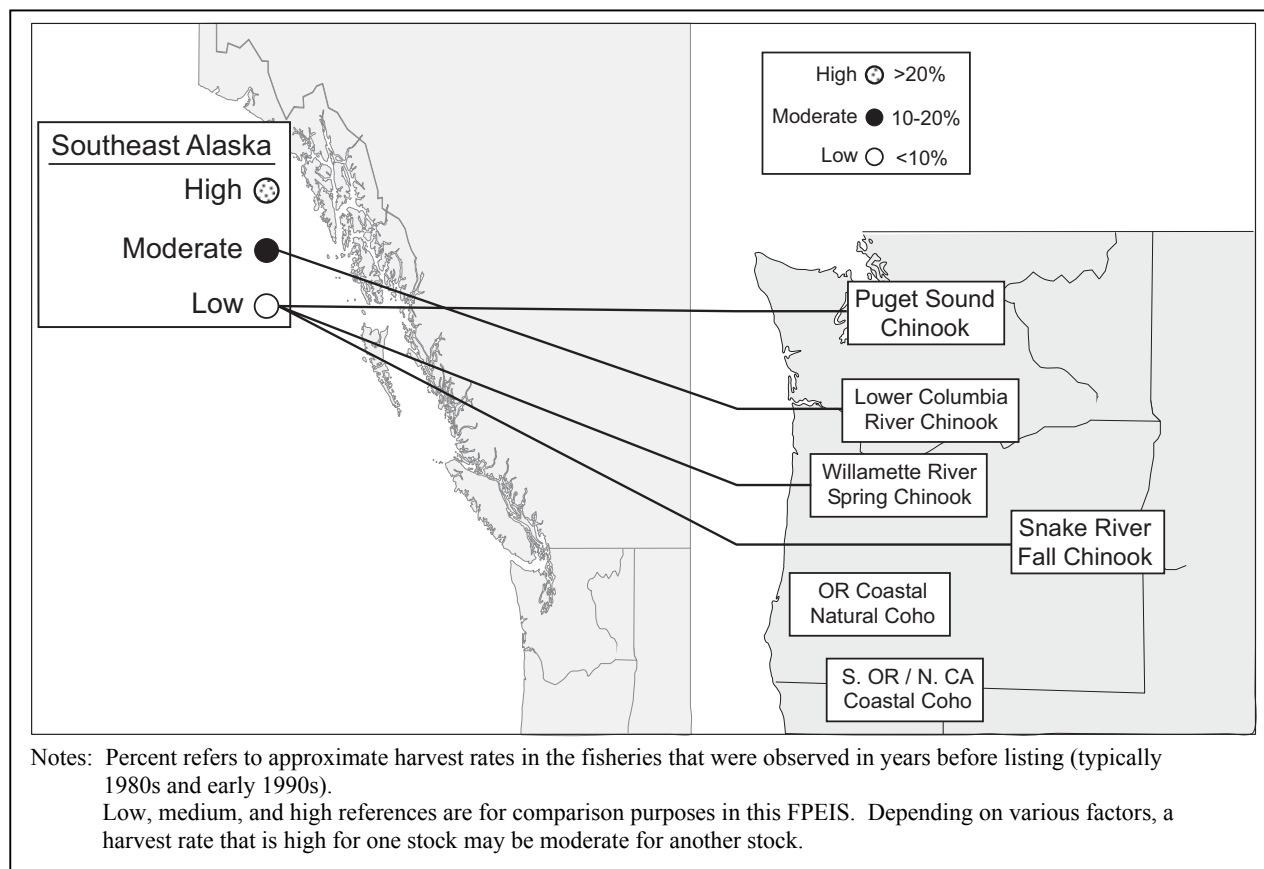 Southeast Alaska
High
Moderate
Low
High >20%
Moderate 10-20%
Low <10%
Puget Sound
Chinook
Lower Columbia
River Chinook
Willamette River
Spring Chinook
Snake River
Fall Chinook
OR Coastal
Natural Coho
S. OR / N. CA
Coastal Coho
Notes: Percent refers to approximate harvest rates in the fisheries that were observed in years before listing (typically
1980s and early 1990s).
Low, medium, and high references are for comparison purposes in this FPEIS. Depending on various factors, a
harvest rate that is high for one stock may be moderate for another stock.